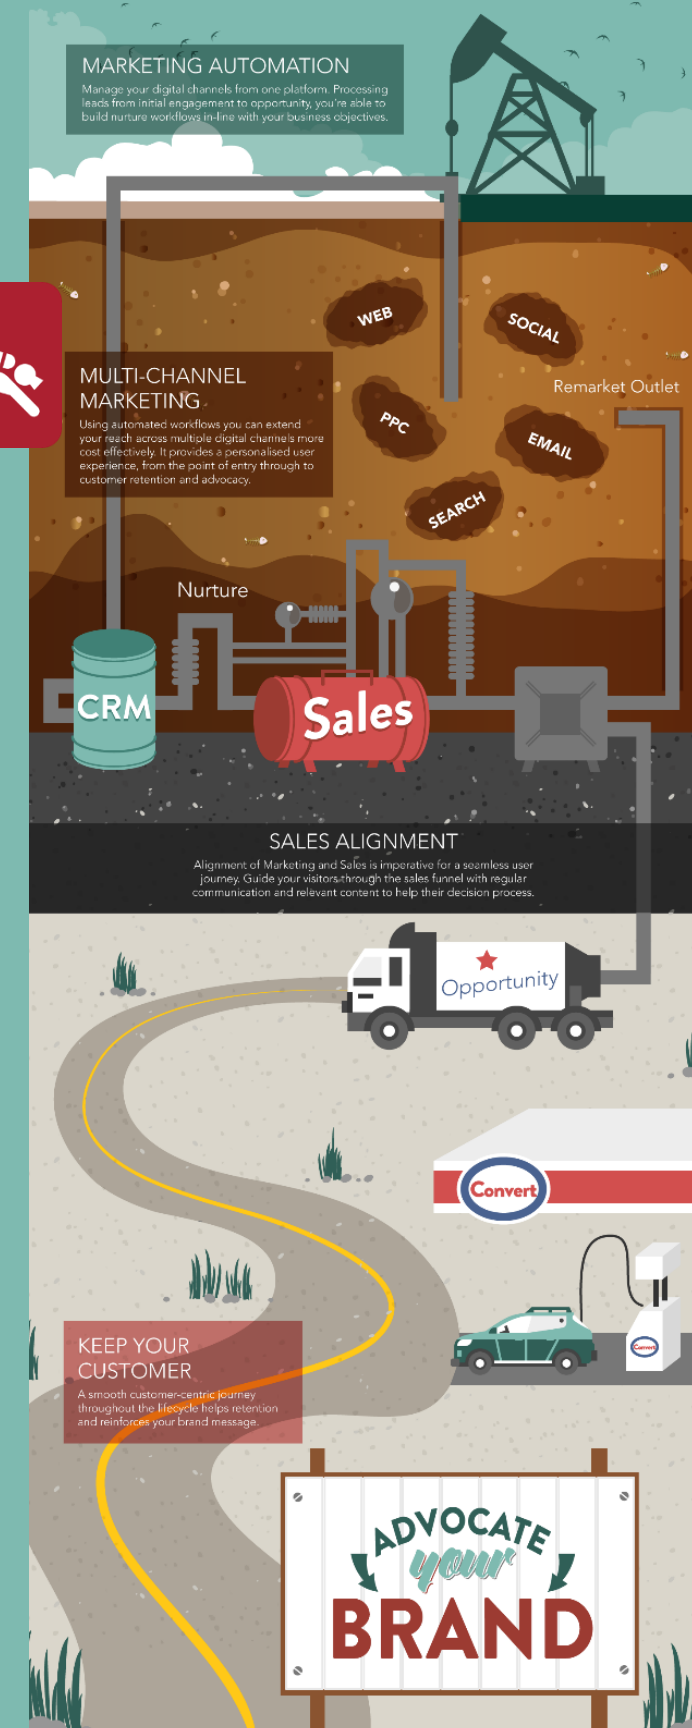 MARKETING AUTOMATION
Manage your digital channels from one platform. Processing
leads from initial engagement to opportunity, you're able to
build nurture workflows in-line with your business objectives.
WEB
SOCIAL
MULTI-CHANNEL
MARKETING
Using automated workflows you can extend
your reach across multiple digital channels more
cost effectively. It provides a personalised user
experience, from the point of entry through to
customer retention and advocacy.
Remarket Outlet
PPC
EMAIL
SEARCH
Nurture
CRM
Sales
SALES ALIGNMENT
Alignment of Marketing and Sales is imperative for a seamless user
journey. Guide your visitors through the sales funnel with regular
communication and relevant content to help their decision process.
Opportunity
Convert
Convert
KEEP YOUR
CUSTOMER
A smooth customer-centric journey
throughout the lifecycle helps retention
and reinforces your brand message.
ADVOCATE
your
BRAND